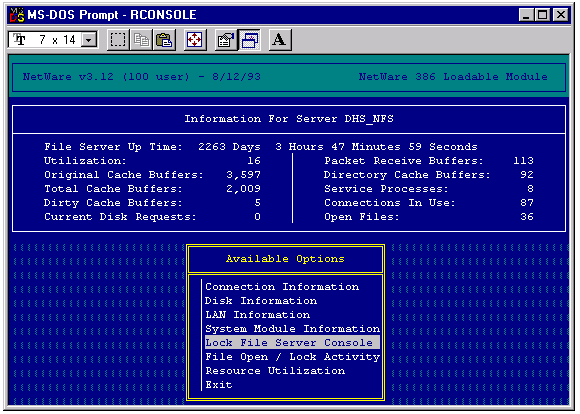 MS-DOS Prompt - RCONSOLE
7 x 14
A
NetWare v3.12 (100 user) - 8/12/93 NetWare 386 Loadable Module
Information For Server DHS_NFS
File Server Up Time: 2263 Days 3 Hours 47 Minutes 59 Seconds
Utilization: 16 Packet Receive Buffers: 113
Original Cache Buffers: 3,597 Directory Cache Buffers: 92
Total Cache Buffers: 2,009 Service Processes: 8
Dirty Cache Buffers: 5 Connections In Use: 87
Current Disk Requests: 0 Open Files: 36
Available Options
Connection Information
Disk Information
LAN Information
System Module Information
Lock File Server Console
File Open / Lock Activity
Resource Utilization
Exit